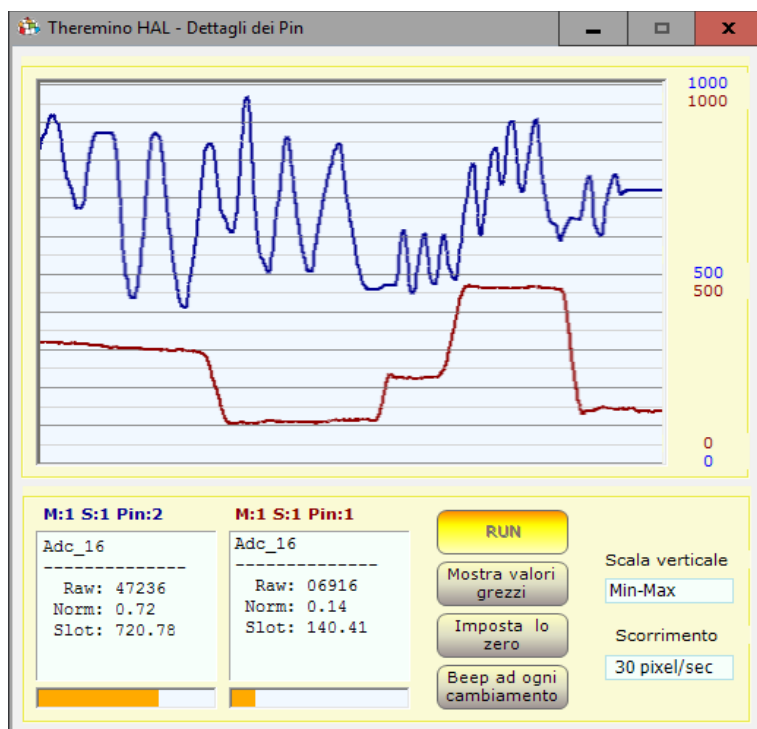 Theremino HAL - Dettagli dei Pin
1000
1000
500
500
0
0
M:1 S:1 Pin:2
Adc_16
--------------
Raw: 47236
Norm: 0.72
Slot: 720.78
M:1 S:1 Pin:1
Adc_16
--------------
Raw: 06916
Norm: 0.14
Slot: 140.41
RUN
Mostra valori
grezzi
Imposta lo
zero
Beep ad ogni
cambiamento
Scala verticale
Min-Max
Scorrimento
30 pixel/sec